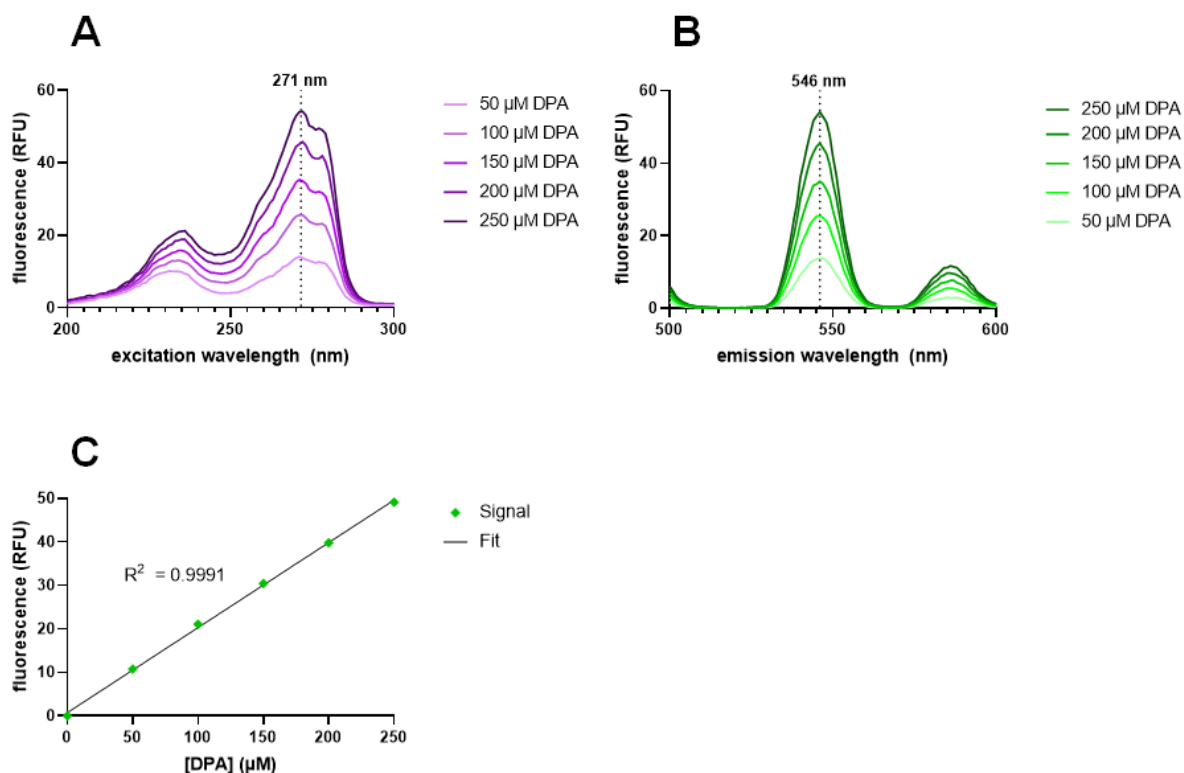 A
271 nm
60
40
20
0
fluorescence (RFU)
200
250
300
excitation wavelength (nm)
50 µM DPA
100 µM DPA
150 µM DPA
200 µM DPA
250 µM DPA
B
546 nm
60
40
20
0
fluorescence (RFU)
500
550
600
emission wavelength (nm)
250 µM DPA
200 µM DPA
150 µM DPA
100 µM DPA
50 µM DPA
C
50
40
30
20
10
0
fluorescence (RFU)
R² = 0.9991
0
50
100
150
200
250
[DPA] (µM)
Signal
Fit